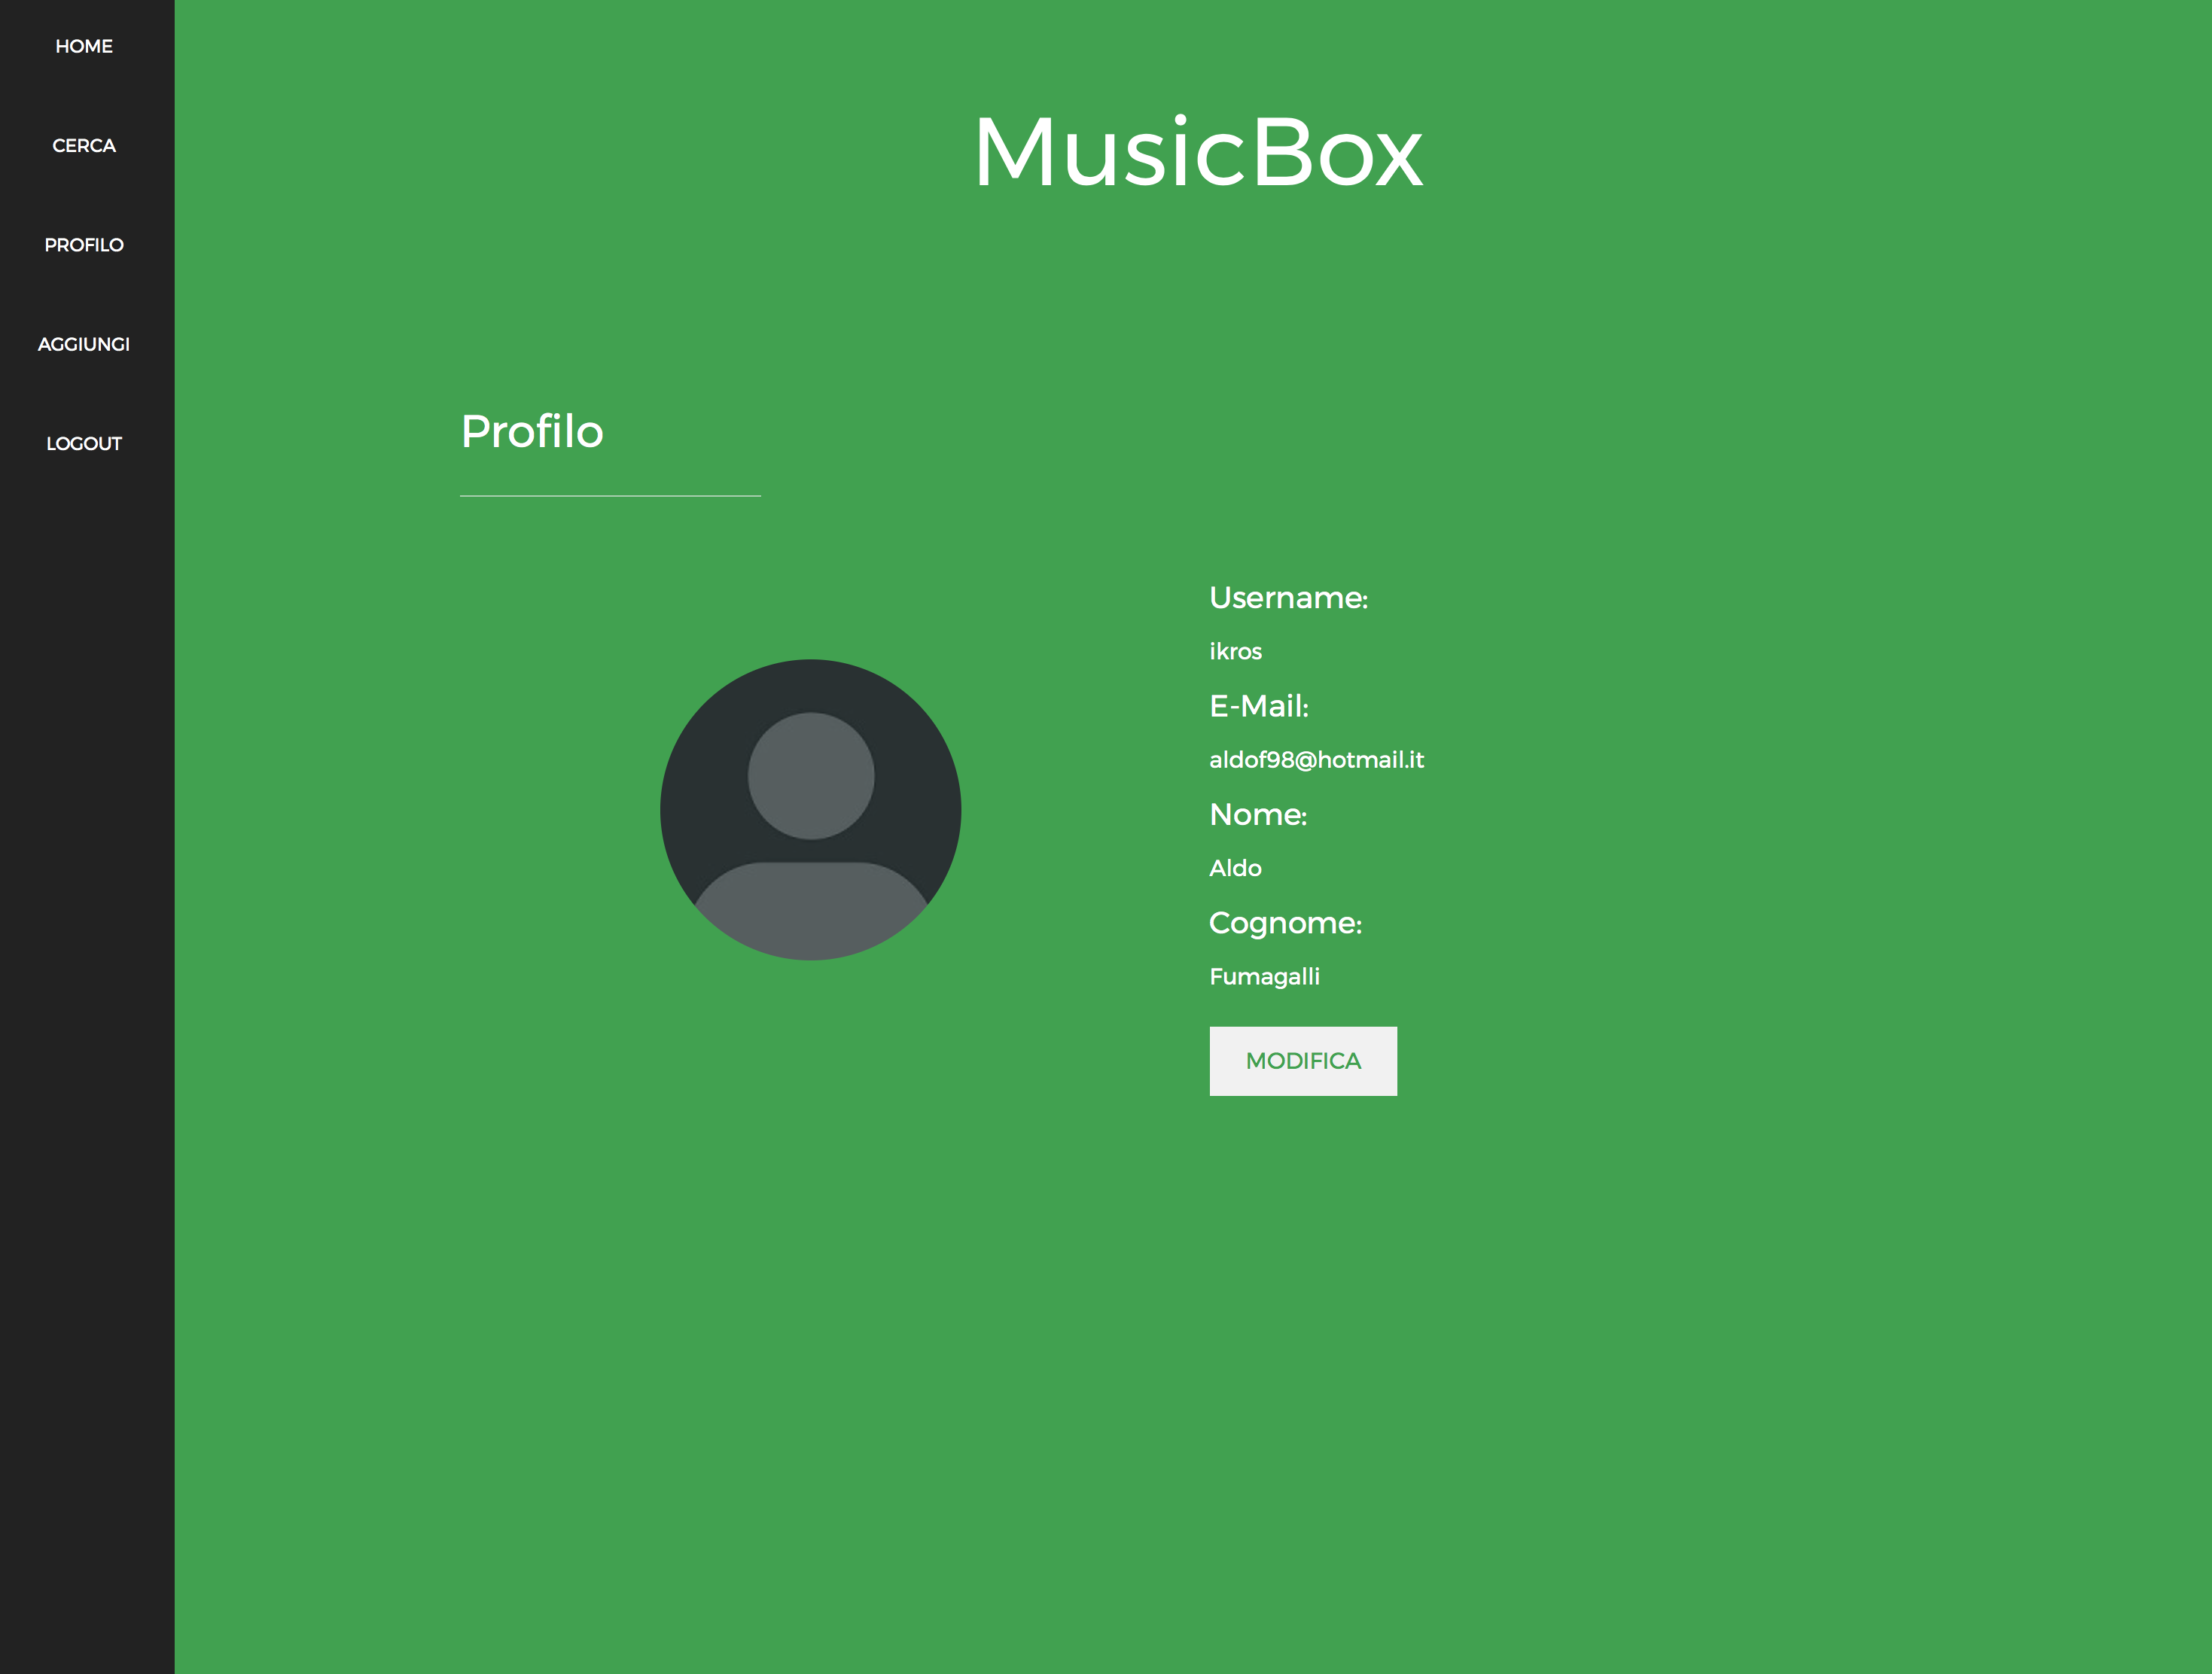 HOME
CERCA
PROFILO
AGGIUNGI
LOGOUT
MusicBox
Profilo
Username:
ikros
E-Mail:
aldof98@hotmail.it
Nome:
Aldo
Cognome:
Fumagalli
MODIFICA